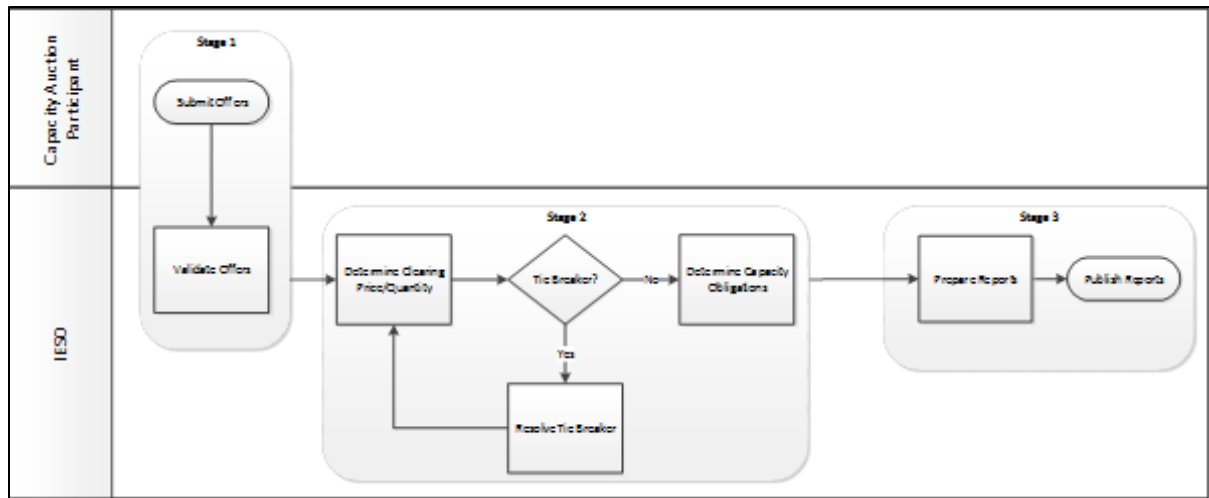 Capacity Auction
Participant
Stage 1
Submit Offers
IESO
Validate Offers
Stage 2
Determine Clearing
Price/Quantity
Tie Breaker?
No
Determine Capacity
Obligations
Yes
Resolve Tie Breaker
Stage 3
Prepare Reports
Publish Reports